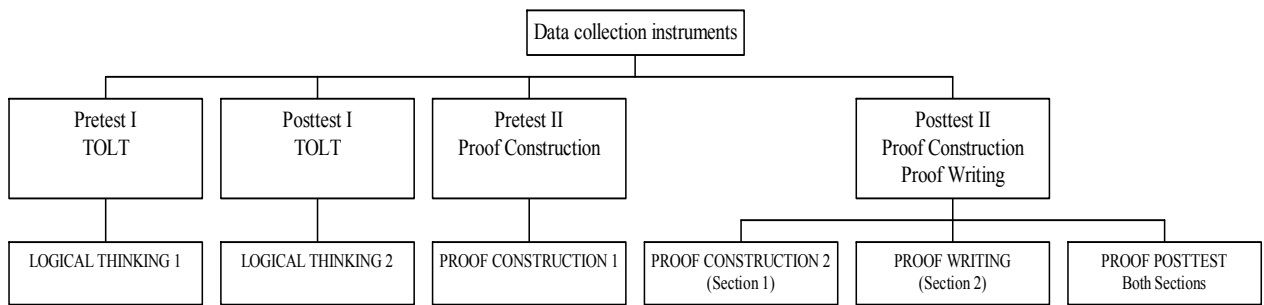 Data collection instruments
Pretest I
TOLT
Posttest I
TOLT
Pretest II
Proof Construction
Posttest II
Proof Construction
Proof Writing
LOGICAL THINKING 1
LOGICAL THINKING 2
PROOF CONSTRUCTION 1
PROOF CONSTRUCTION 2
(Section 1)
PROOF WRITING
(Section 2)
PROOF POSTTEST
Both Sections